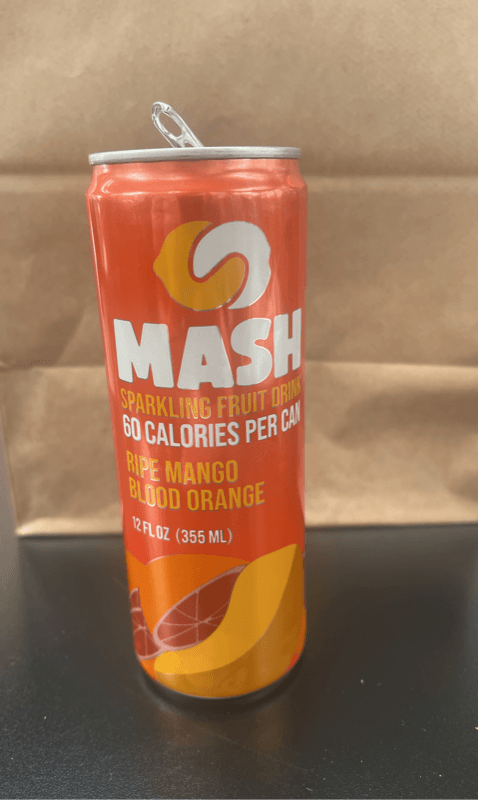 MASH
SPARKLING FRUIT DRINK
60 CALORIES PER CAN
RIPE MANGO
BLOOD ORANGE
12 FL OZ (355 ML)